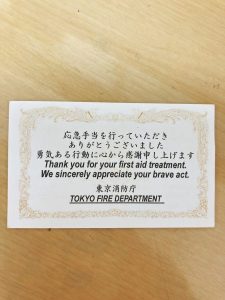 応急手当を行っていただき
ありがとうございました
勇気ある行動に心から感謝申し上げます
Thank you for your first aid treatment.
We sincerely appreciate your brave act.
東京消防庁
TOKYO FIRE DEPARTMENT